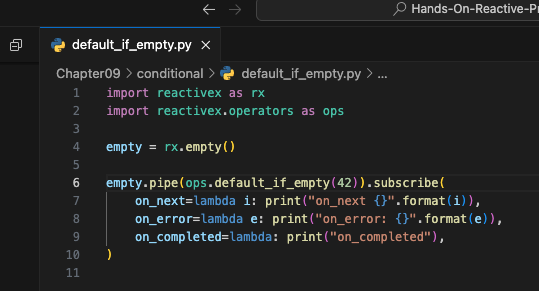 Hands-On-Reactive-Pr
default_if_empty.py
Chapter09 > conditional > default_if_empty.py > ...
1 import reactivex as rx
2 import reactivex.operators as ops
3
4 empty = rx.empty()
5
6 empty.pipe(ops.default_if_empty(42)).subscribe(
7     on_next=lambda i: print("on_next {}".format(i)),
8     on_error=lambda e: print("on_error: {}".format(e)),
9     on_completed=lambda: print("on_completed"),
10 )
11